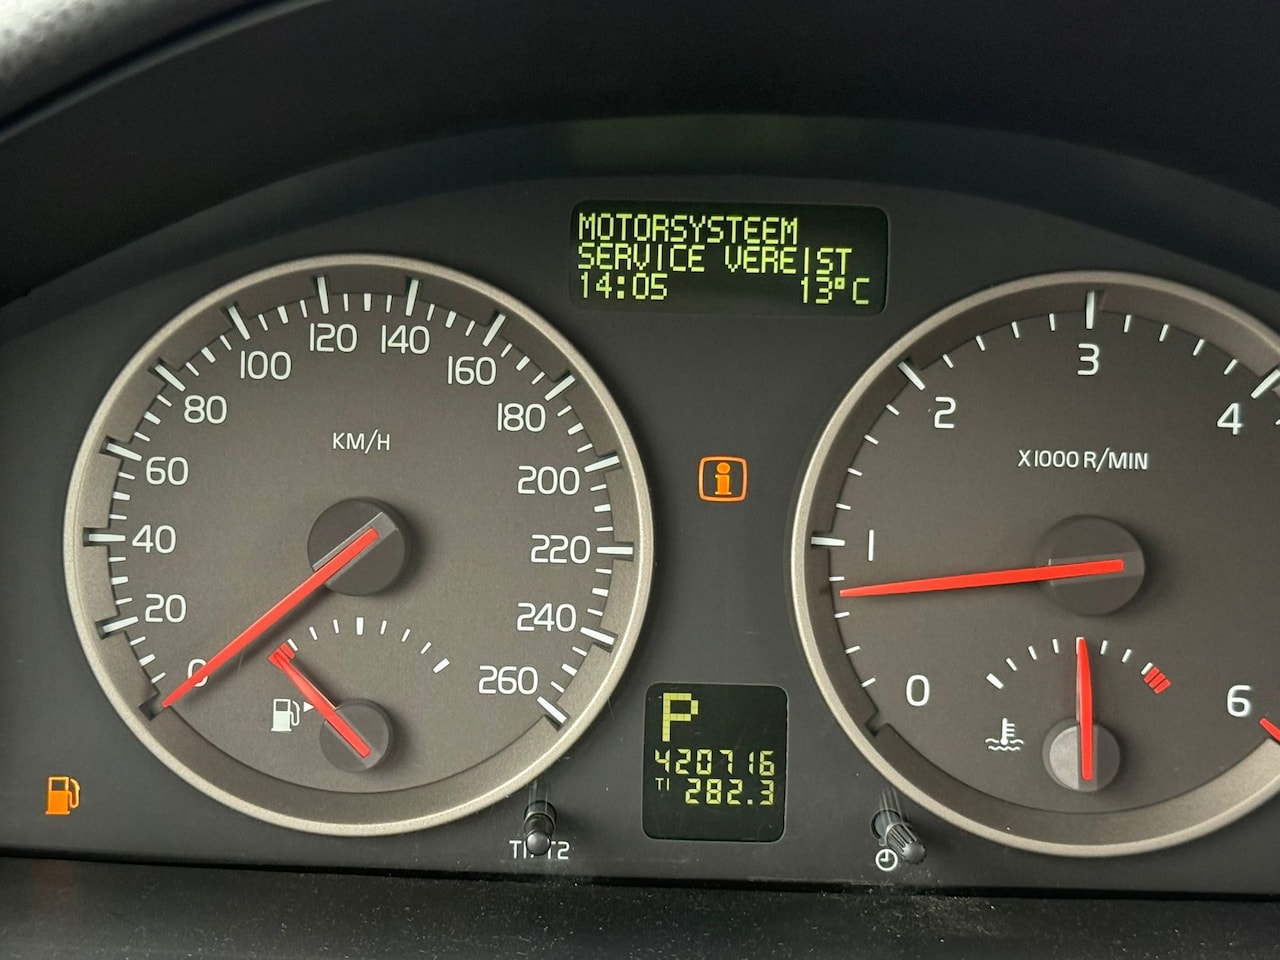 MOTORSYSTEEM
SERVICE VEREIST
14:05 13°C
0
20
40
60
80
100
120
140
160
180
200
220
240
260
KM/H
0
1
2
3
4
6
X1000 R/MIN
P
420716
T1 282.3
T1/T2